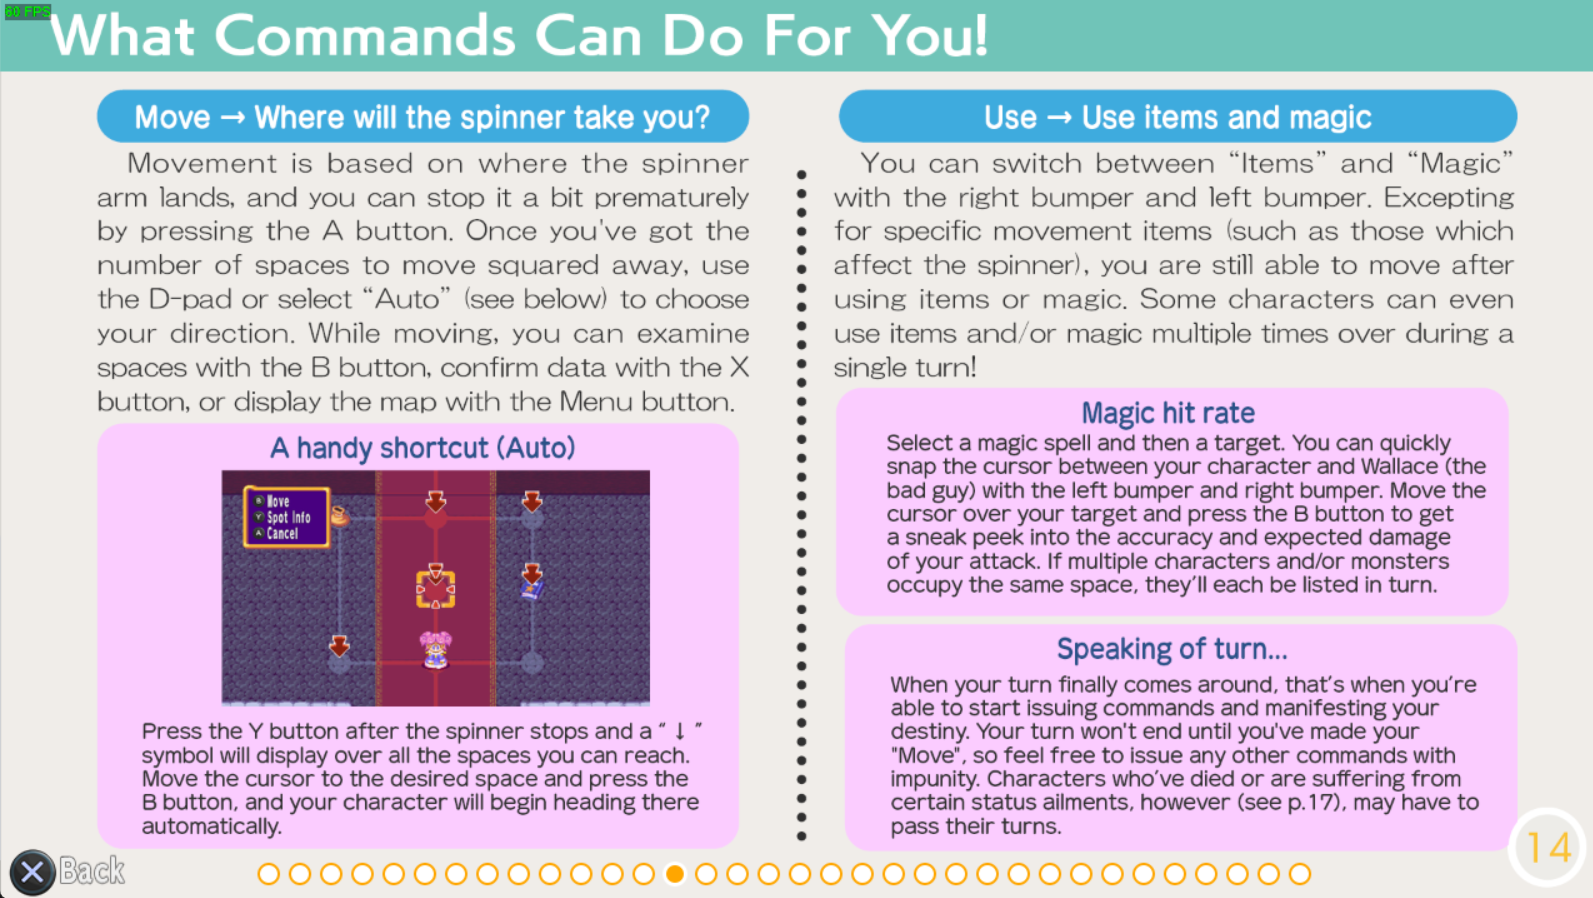 60 FPS
What Commands Can Do For You!
Move → Where will the spinner take you?
Movement is based on where the spinner
arm lands, and you can stop it a bit prematurely
by pressing the A button. Once you've got the
number of spaces to move squared away, use
the D-pad or select “Auto” (see below) to choose
your direction. While moving, you can examine
spaces with the B button, confirm data with the X
button, or display the map with the Menu button.
A handy shortcut (Auto)
B Move
Y Spot Info
A Cancel
Press the Y button after the spinner stops and a “ ↓ ”
symbol will display over all the spaces you can reach.
Move the cursor to the desired space and press the
B button, and your character will begin heading there
automatically.
Use → Use items and magic
You can switch between “Items” and “Magic”
with the right bumper and left bumper. Excepting
for specific movement items (such as those which
affect the spinner), you are still able to move after
using items or magic. Some characters can even
use items and/or magic multiple times over during a
single turn!
Magic hit rate
Select a magic spell and then a target. You can quickly
snap the cursor between your character and Wallace (the
bad guy) with the left bumper and right bumper. Move the
cursor over your target and press the B button to get
a sneak peek into the accuracy and expected damage
of your attack. If multiple characters and/or monsters
occupy the same space, they’ll each be listed in turn.
Speaking of turn...
When your turn finally comes around, that’s when you’re
able to start issuing commands and manifesting your
destiny. Your turn won't end until you've made your
"Move", so feel free to issue any other commands with
impunity. Characters who’ve died or are suffering from
certain status ailments, however (see p.17), may have to
pass their turns.
Back
14